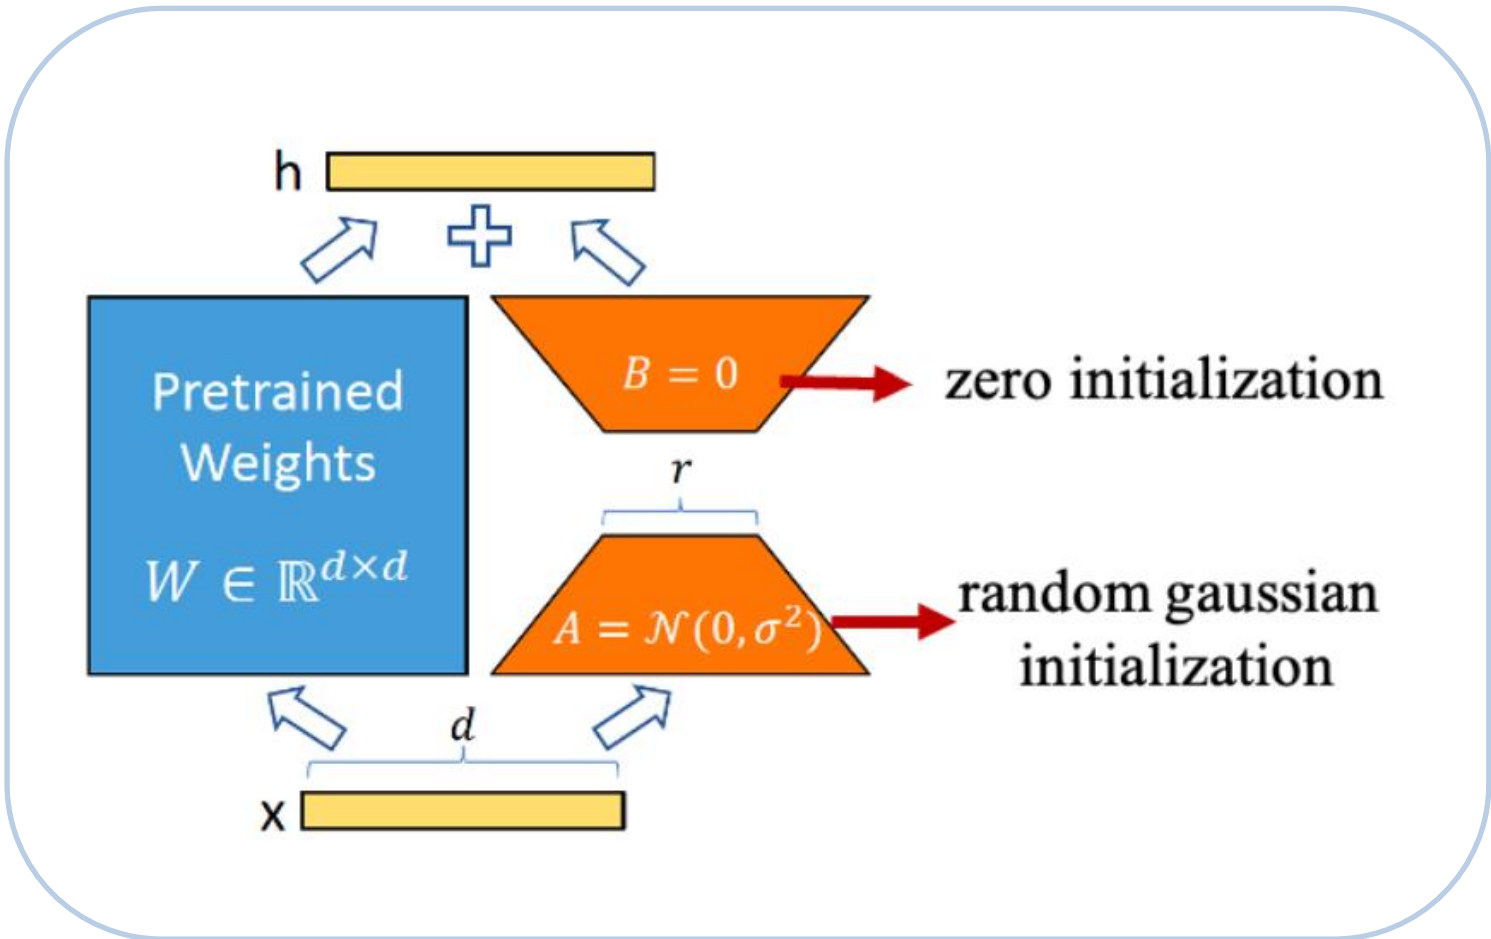 h
Pretrained
Weights
W ∈ ℝ^{d×d}
B = 0
zero initialization
r
A = 𝒩(0, σ²)
random gaussian
initialization
d
x